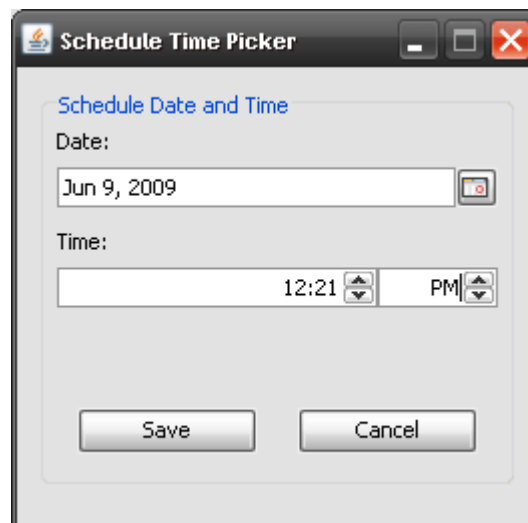 Schedule Time Picker
Schedule Date and Time
Date:
Jun 9, 2009
Time:
12:21 PM
Save Cancel